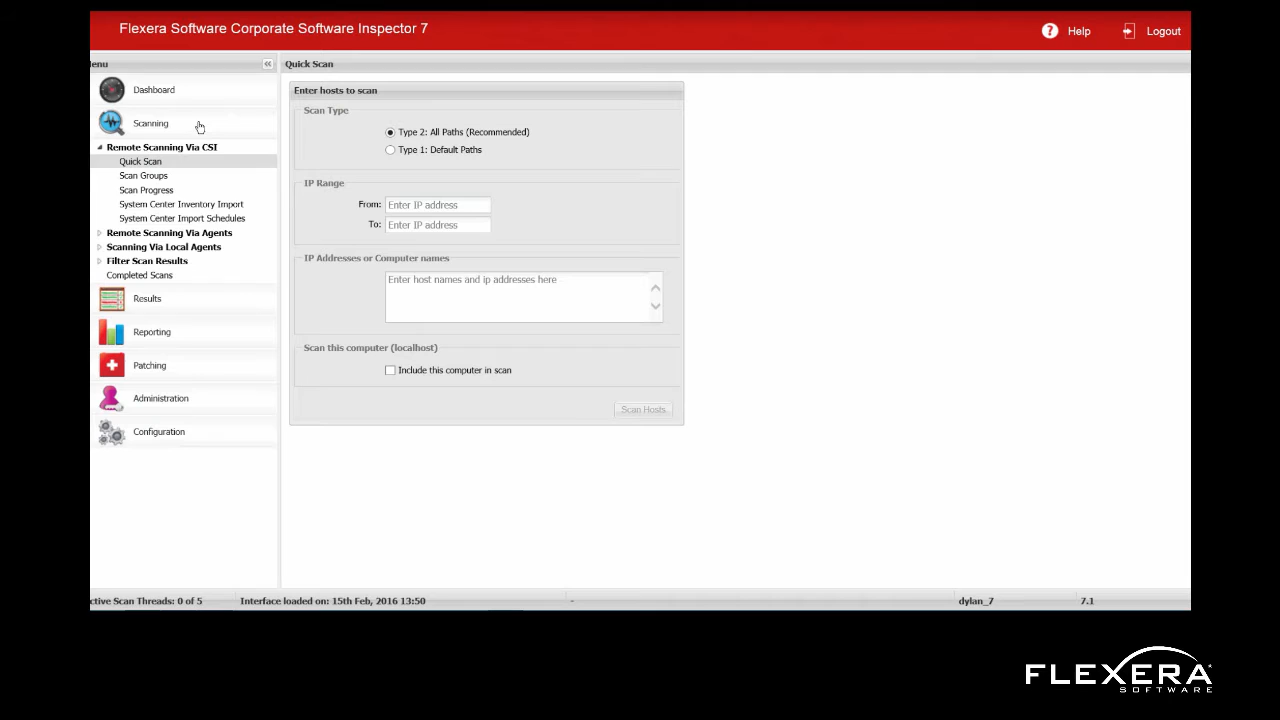 Flexera Software Corporate Software Inspector 7
Help
Logout
enu
Quick Scan
Dashboard
Scanning
Remote Scanning Via CSI
Quick Scan
Scan Groups
Scan Progress
System Center Inventory Import
System Center Import Schedules
Remote Scanning Via Agents
Scanning Via Local Agents
Filter Scan Results
Completed Scans
Results
Reporting
Patching
Administration
Configuration
Enter hosts to scan
Scan Type
Type 2: All Paths (Recommended)
Type 1: Default Paths
IP Range
From: Enter IP address
To: Enter IP address
IP Addresses or Computer names
Enter host names and ip addresses here
Scan this computer (localhost)
Include this computer in scan
Scan Hosts
ctive Scan Threads: 0 of 5
Interface loaded on: 15th Feb, 2016 13:50
-
dylan_7
7.1
FLEXERA
SOFTWARE